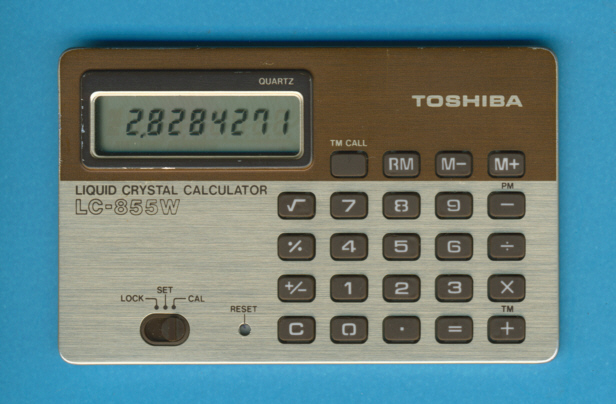 QUARTZ
2.8284271
TOSHIBA
TM CALL
RM M− M+
LIQUID CRYSTAL CALCULATOR
LC-855W
PM
√ 7 8 9 −
% 4 5 6 ÷
SET
LOCK CAL
+/− 1 2 3 ×
RESET
TM
C 0 · = +